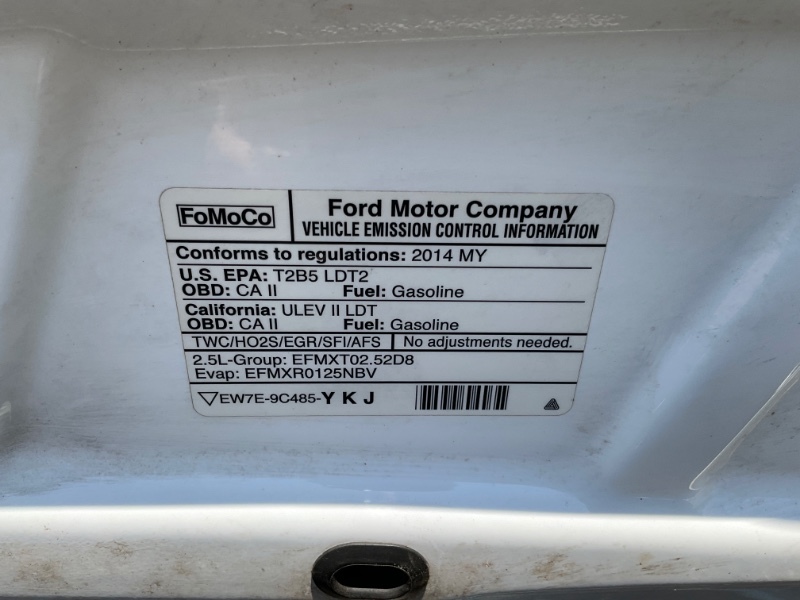 FoMoCo
Ford Motor Company
VEHICLE EMISSION CONTROL INFORMATION
Conforms to regulations: 2014 MY
U.S. EPA: T2B5 LDT2
OBD: CA II Fuel: Gasoline
California: ULEV II LDT
OBD: CA II Fuel: Gasoline
TWC/HO2S/EGR/SFI/AFS No adjustments needed.
2.5L-Group: EFMXT02.52D8
Evap: EFMXR0125NBV
EW7E-9C485-Y K J